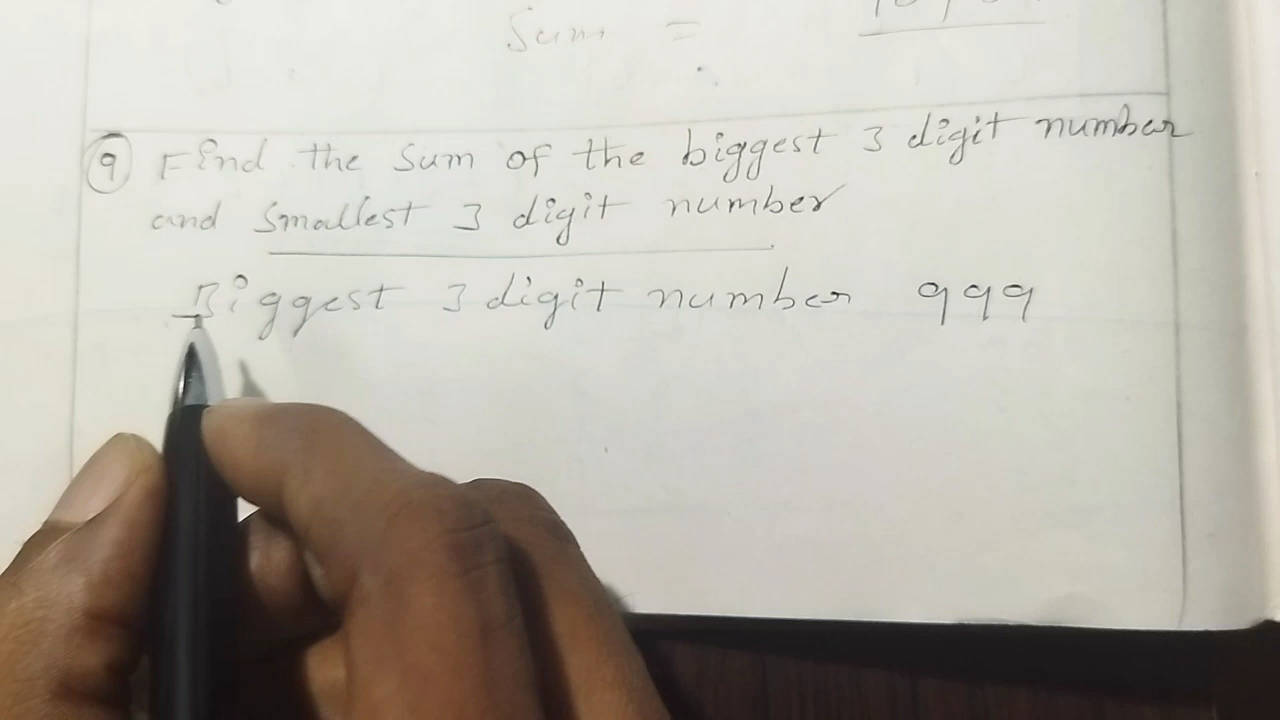 Sum =
9 Find the Sum of the biggest 3 digit number
and Smallest 3 digit number
Biggest 3 digit number 999